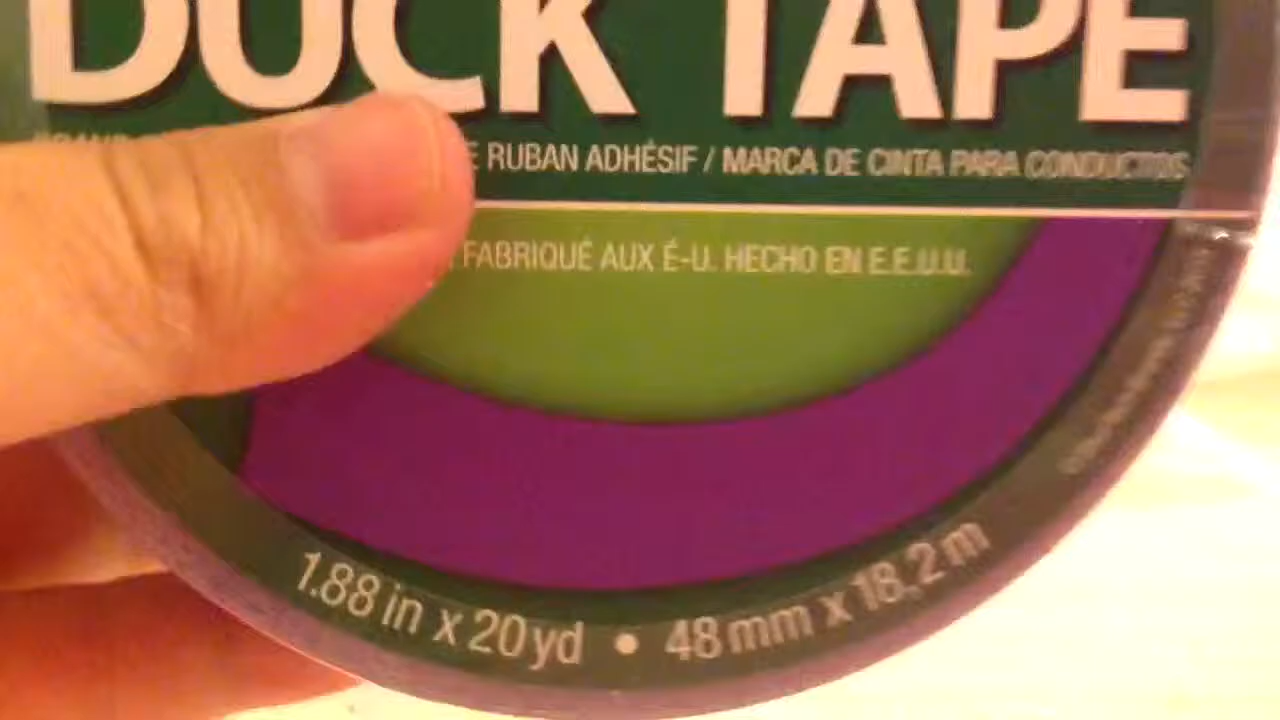 DUCK TAPE
RUBAN ADHÉSIF / MARCA DE CINTA PARA CONDUCTOS
FABRIQUÉ AUX É-U. HECHO EN E.E.U.U.
1.88 in x 20 yd • 48 mm x 18,2 m